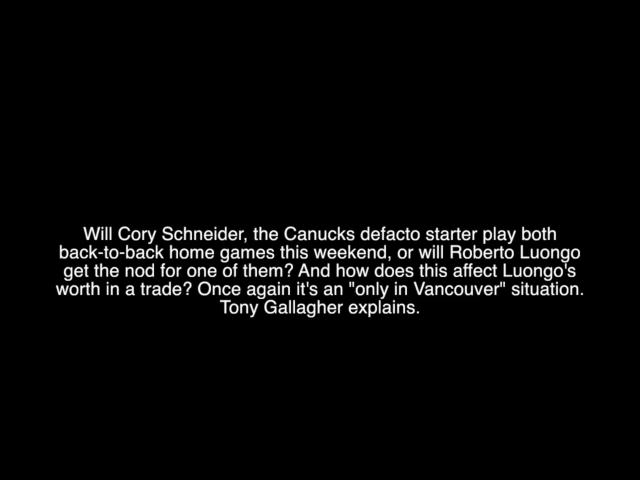 Will Cory Schneider, the Canucks defacto starter play both
back-to-back home games this weekend, or will Roberto Luongo
get the nod for one of them? And how does this affect Luongo's
worth in a trade? Once again it's an "only in Vancouver" situation.
Tony Gallagher explains.